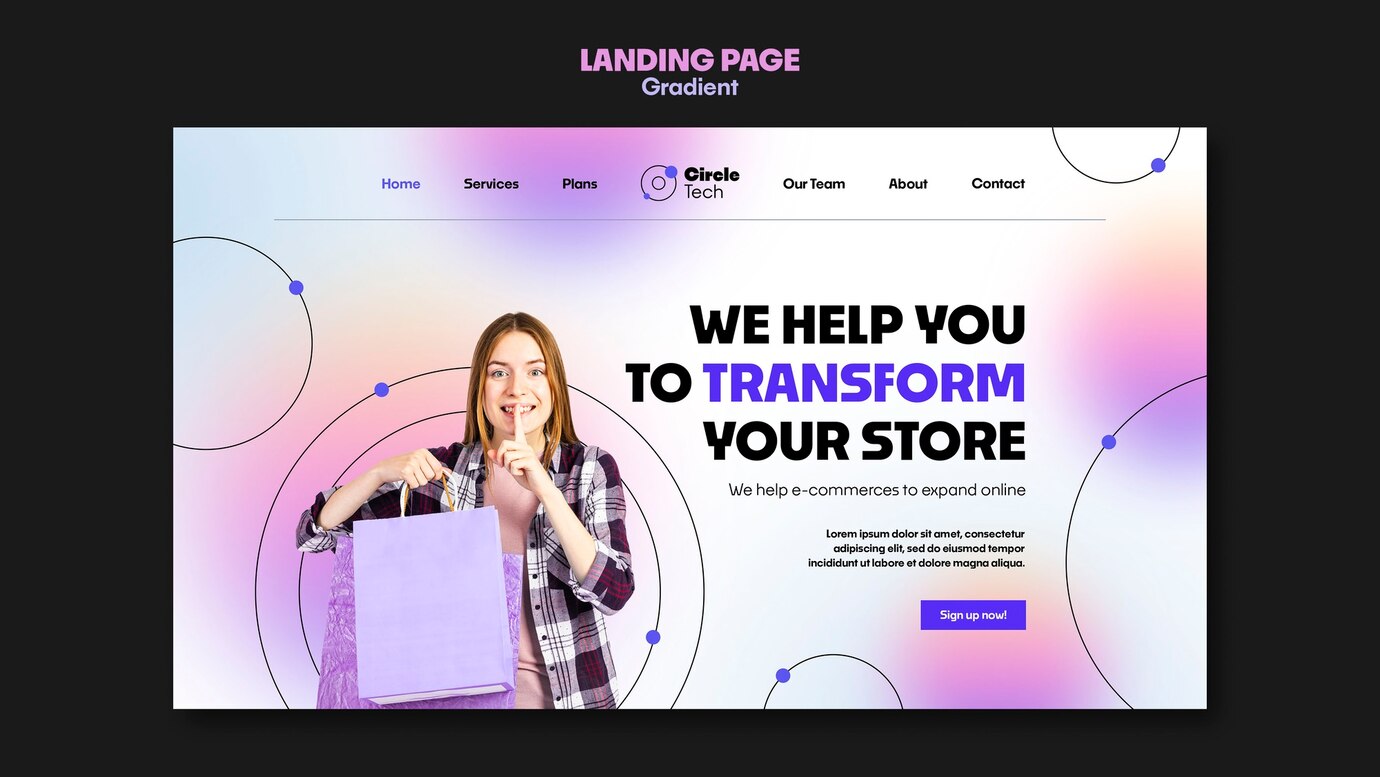 LANDING PAGE
Gradient
Home Services Plans Circle Tech Our Team About Contact
WE HELP YOU
TO TRANSFORM
YOUR STORE
We help e-commerces to expand online
Lorem ipsum dolor sit amet, consectetur
adipiscing elit, sed do eiusmod tempor
incididunt ut labore et dolore magna aliqua.
Sign up now!